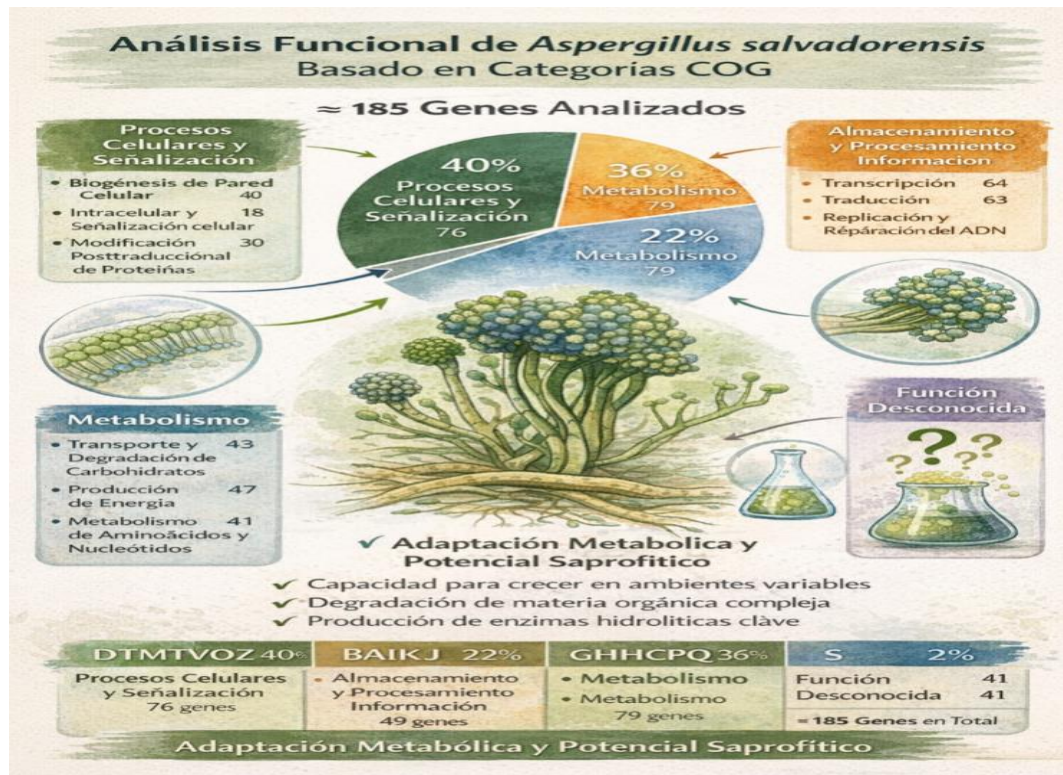 Análisis Funcional de Aspergillus salvadorensis
Basado en Categorías COG
≈ 185 Genes Analizados
Procesos
Celulares y
Señalización
• Biogénesis de Pared
Celular 40
• Intracelular y 18
Señalización celular
• Modificación 30
Posttraduccional
de Proteiñas
40%
Procesos
Celulares y
Señalización
76
36%
Metabolismo
79
22%
Metabolismo
79
Almacenamiento
y Procesamiento
Informacion
• Transcripción 64
• Traducción 63
• Replicación y
Réparáción del ADN
Metabolismo
• Transporte y 43
Degradación de
Carbohidratos
• Producción 47
de Energia
• Metabolismo 41
de Aminoácidos y
Nucleótidos
Función
Desconocida
? ? ? ?
✓ Adaptación Metabolica y
Potencial Saprofitico
✓ Capacidad para crecer en ambientes variables
✓ Degradación de materia orgánica compleja
✓ Producción de enzimas hidroliticas clàve
DTMTVOZ 40%
Procesos Celulares
y Señalización
76 genes
BAIKJ 22%
• Almacenamiento
y Procesamiento
Información
49 genes
GHHCPQ 36%
• Metabolismo
• Metabolismo
79 genes
S 2%
Función 41
Desconocida 41
≈ 185 Genes en Total
Adaptación Metabólica y Potencial Saprofítico